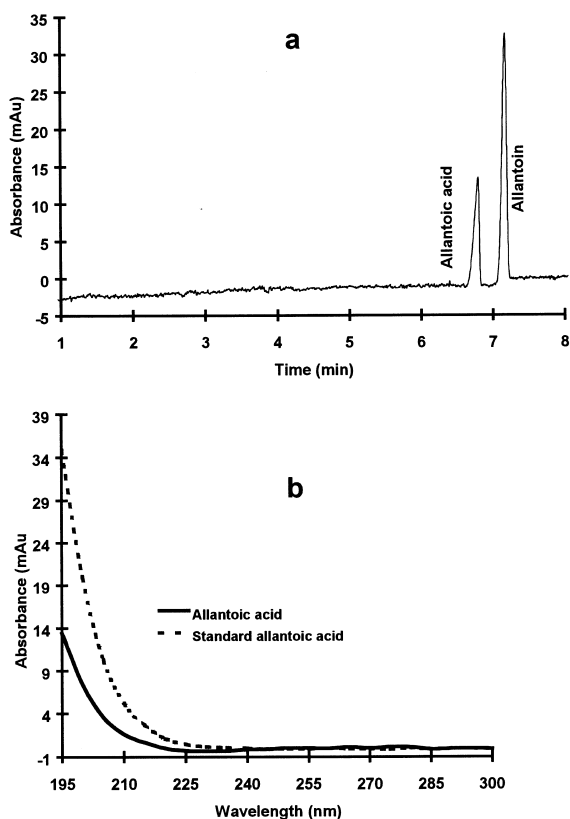 a
35
30
25
20
15
10
5
0
-5
Absorbance (mAu)
Allantoic acid
Allantoin
1 2 3 4 5 6 7 8
Time (min)
b
39
34
29
24
19
14
9
4
-1
Absorbance (mAu
Allantoic acid
Standard allantoic acid
195 210 225 240 255 270 285 300
Wavelength (nm)